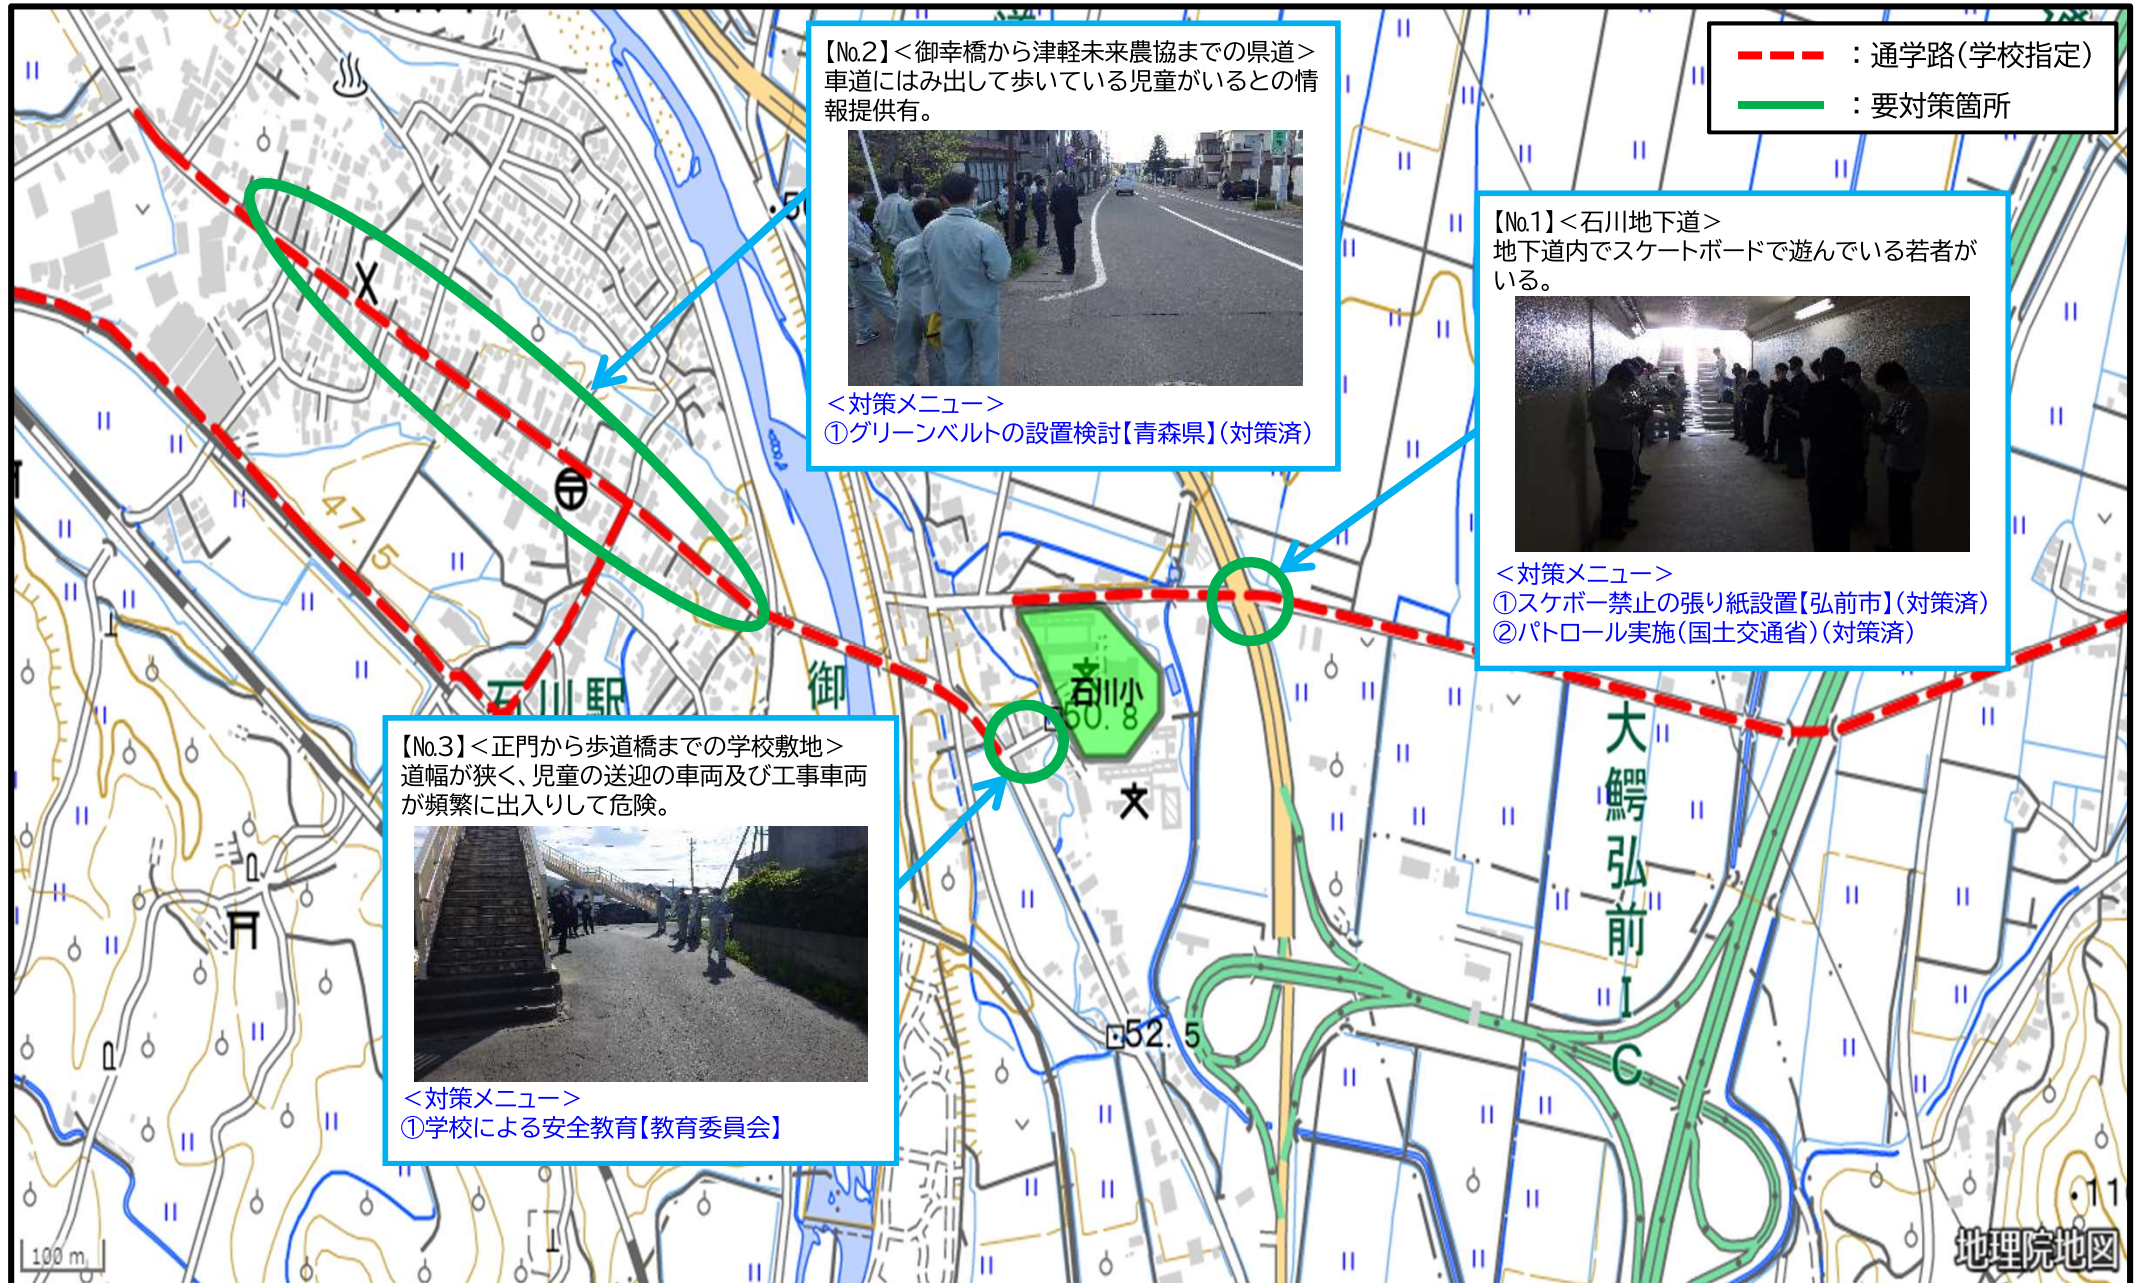 【No.2】＜御幸橋から津軽未来農協までの県道＞
車道にはみ出して歩いている児童がいるとの情
報提供有。
＜対策メニュー＞
①グリーンベルトの設置検討【青森県】（対策済）
：通学路（学校指定）
：要対策箇所
【No.1】＜石川地下道＞
地下道内でスケートボードで遊んでいる若者が
いる。
＜対策メニュー＞
①スケボー禁止の張り紙設置【弘前市】（対策済）
②パトロール実施（国土交通省）（対策済）
47.5
石川駅
御
石川小
50.8
【No.3】＜正門から歩道橋までの学校敷地＞
道幅が狭く、児童の送迎の車両及び工事車両
が頻繁に出入りして危険。
＜対策メニュー＞
①学校による安全教育【教育委員会】
大鰐弘前IC
52.5
100 m
地理院地図